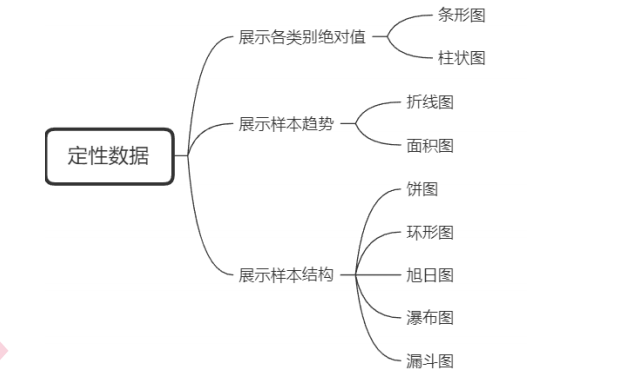 定性数据
展示各类别绝对值
条形图
柱状图
展示样本趋势
折线图
面积图
展示样本结构
饼图
环形图
旭日图
瀑布图
漏斗图